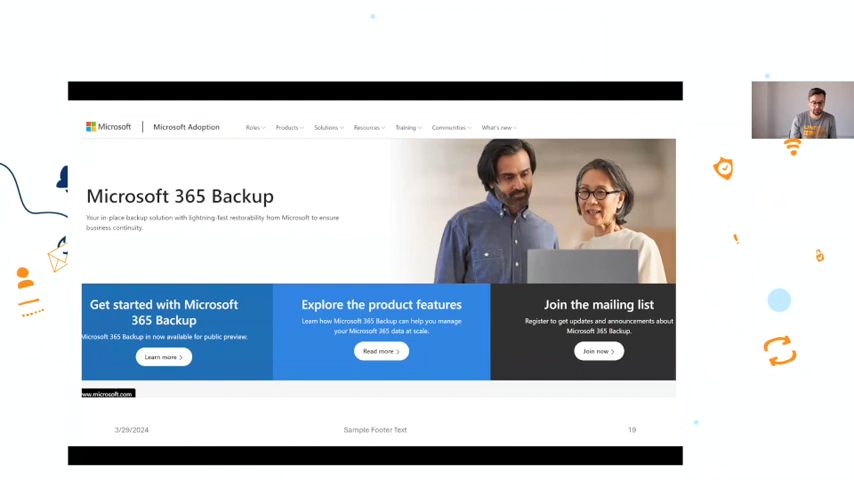 Microsoft
Microsoft Adoption
Roles
Products
Solutions
Resources
Training
Communities
What's new
Microsoft 365 Backup
Your in-place backup solution with lightning-fast restorability from Microsoft to ensure
business continuity.
Get started with Microsoft
365 Backup
Microsoft 365 Backup in now available for public preview.
Learn more
Explore the product features
Learn how Microsoft 365 Backup can help you manage
your Microsoft 365 data at scale.
Read more
Join the mailing list
Register to get updates and announcements about
Microsoft 365 Backup.
Join now
ww.microsoft.com
3/29/2024
Sample Footer Text
19